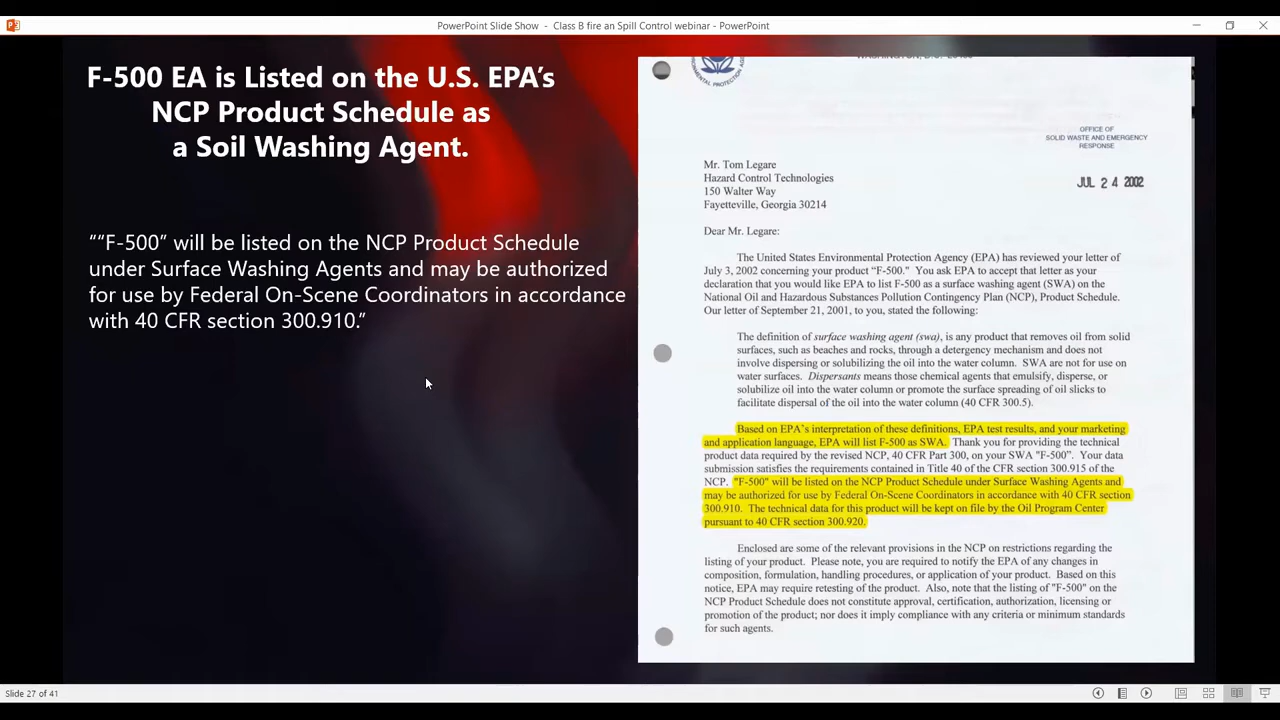 PowerPoint Slide Show - Class B fire an Spill Control webinar - PowerPoint
F-500 EA is Listed on the U.S. EPA's
NCP Product Schedule as
a Soil Washing Agent.
““F-500” will be listed on the NCP Product Schedule
under Surface Washing Agents and may be authorized
for use by Federal On-Scene Coordinators in accordance
with 40 CFR section 300.910.”
OFFICE OF
SOLID WASTE AND EMERGENCY
RESPONSE
JUL 24 2002
Mr. Tom Legare
Hazard Control Technologies
150 Walter Way
Fayetteville, Georgia 30214
Dear Mr. Legare:
The United States Environmental Protection Agency (EPA) has reviewed your letter of
July 3, 2002 concerning your product “F-500.” You ask EPA to accept that letter as your
declaration that you would like EPA to list F-500 as a surface washing agent (SWA) on the
National Oil and Hazardous Substances Pollution Contingency Plan (NCP), Product Schedule.
Our letter of September 21, 2001, to you, stated the following:
The definition of surface washing agent (swa), is any product that removes oil from solid
surfaces, such as beaches and rocks, through a detergency mechanism and does not
involve dispersing or solubilizing the oil into the water column. SWA are not for use on
water surfaces. Dispersants means those chemical agents that emulsify, disperse, or
solubilize oil into the water column or promote the surface spreading of oil slicks to
facilitate dispersal of the oil into the water column (40 CFR 300.5).
Based on EPA's interpretation of these definitions, EPA test results, and your marketing
and application language, EPA will list F-500 as SWA. Thank you for providing the technical
product data required by the revised NCP, 40 CFR Part 300, on your SWA "F-500". Your data
submission satisfies the requirements contained in Title 40 of the CFR section 300.915 of the
NCP. "F-500" will be listed on the NCP Product Schedule under Surface Washing Agents and
may be authorized for use by Federal On-Scene Coordinators in accordance with 40 CFR section
300.910. The technical data for this product will be kept on file by the Oil Program Center
pursuant to 40 CFR section 300.920.
Enclosed are some of the relevant provisions in the NCP on restrictions regarding the
listing of your product. Please note, you are required to notify the EPA of any changes in
composition, formulation, handling procedures, or application of your product. Based on this
notice, EPA may require retesting of the product. Also, note that the listing of "F-500" on the
NCP Product Schedule does not constitute approval, certification, authorization, licensing or
promotion of the product; nor does it imply compliance with any criteria or minimum standards
for such agents.
Slide 27 of 41